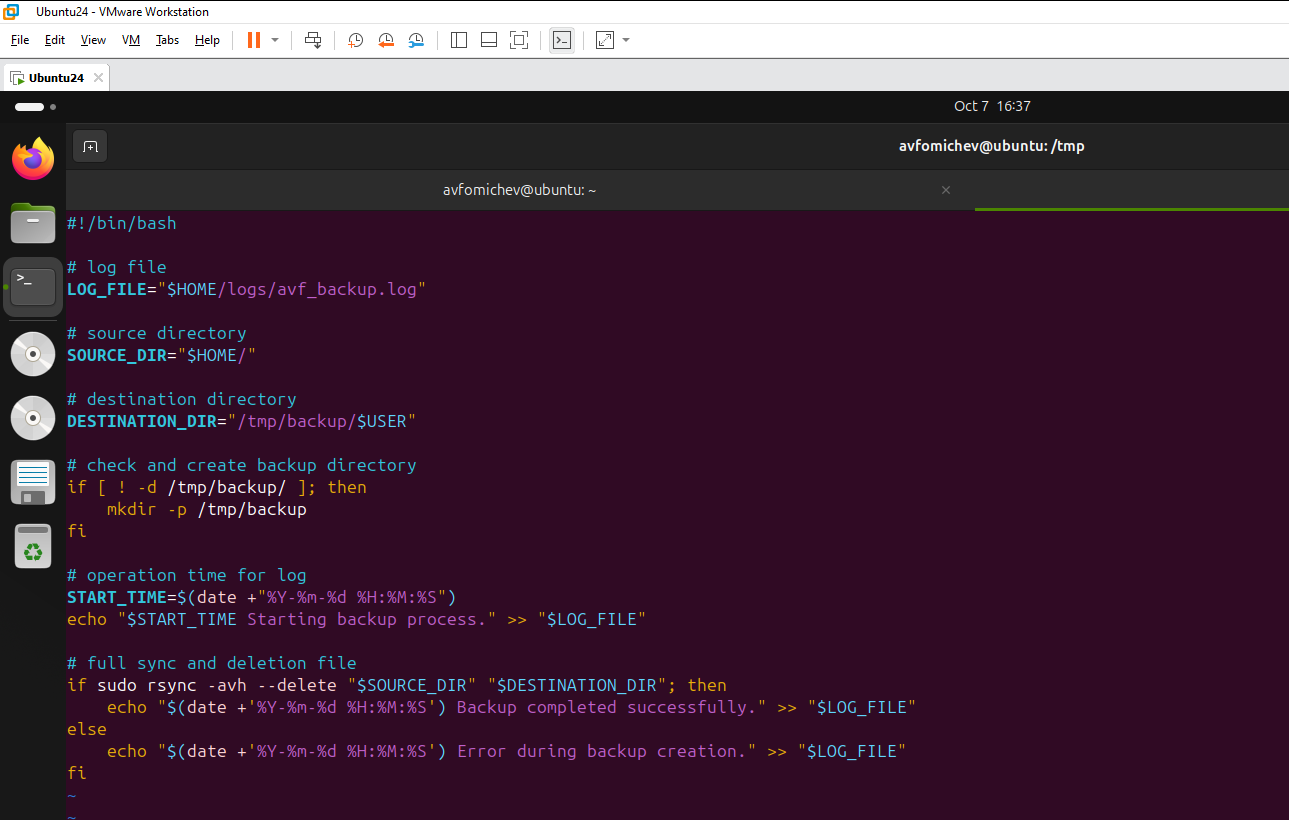 Ubuntu24 - VMware Workstation
File Edit View VM Tabs Help
Ubuntu24
Oct 7 16:37
avfomichev@ubuntu: /tmp
avfomichev@ubuntu: ~
#!/bin/bash
# log file
LOG_FILE="$HOME/logs/avf_backup.log"
# source directory
SOURCE_DIR="$HOME/"
# destination directory
DESTINATION_DIR="/tmp/backup/$USER"
# check and create backup directory
if [ ! -d /tmp/backup/ ]; then
    mkdir -p /tmp/backup
fi
# operation time for log
START_TIME=$(date +"%Y-%m-%d %H:%M:%S")
echo "$START_TIME Starting backup process." >> "$LOG_FILE"
# full sync and deletion file
if sudo rsync -avh --delete "$SOURCE_DIR" "$DESTINATION_DIR"; then
    echo "$(date +'%Y-%m-%d %H:%M:%S') Backup completed successfully." >> "$LOG_FILE"
else
    echo "$(date +'%Y-%m-%d %H:%M:%S') Error during backup creation." >> "$LOG_FILE"
fi
~
~